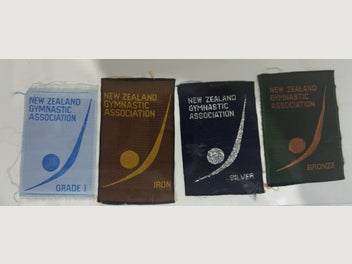 NEW ZEALAND
GYMNASTIC
ASSOCIATION
GRADE I
NEW ZEALAND
GYMNASTIC
ASSOCIATION
IRON
NEW ZEALAND
GYMNASTIC
ASSOCIATION
SILVER
NEW ZEALAND
GYMNASTIC
ASSOCIATION
BRONZE